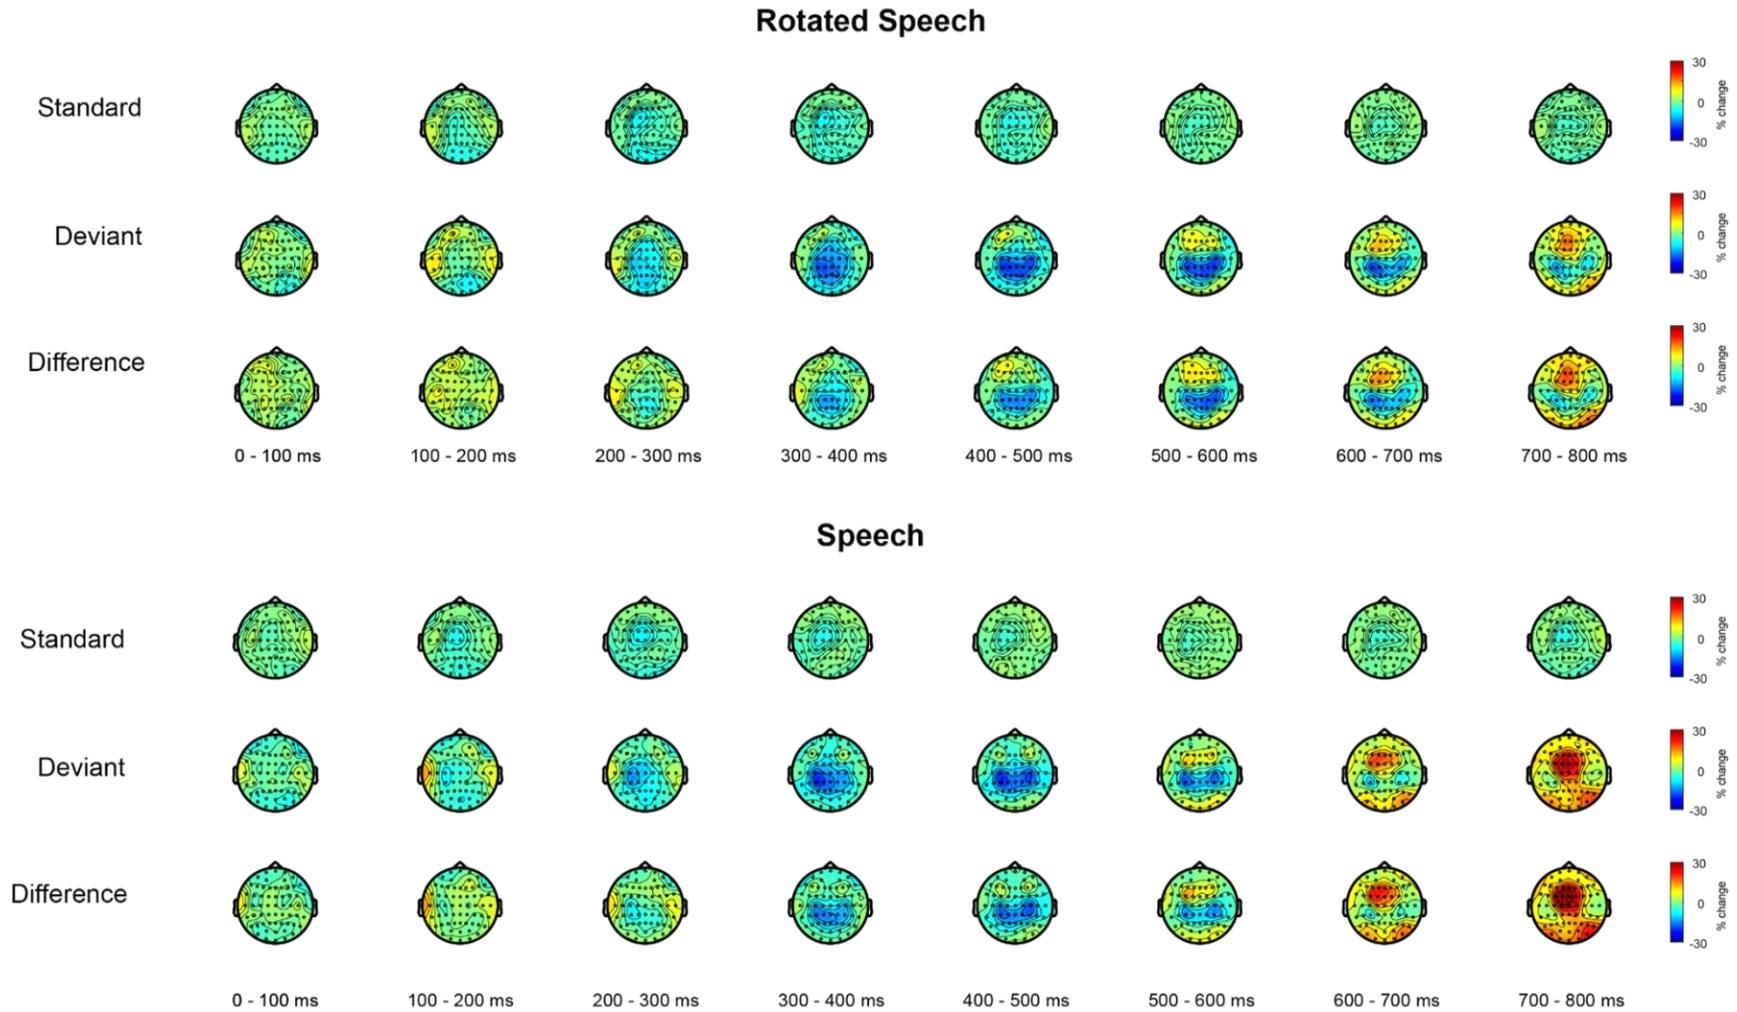 Rotated Speech
Standard
30
0
-30
% change
Deviant
30
0
-30
% change
Difference
30
0
-30
% change
0 - 100 ms
100 - 200 ms
200 - 300 ms
300 - 400 ms
400 - 500 ms
500 - 600 ms
600 - 700 ms
700 - 800 ms
Speech
Standard
30
0
-30
% change
Deviant
30
0
-30
% change
Difference
30
0
-30
% change
0 - 100 ms
100 - 200 ms
200 - 300 ms
300 - 400 ms
400 - 500 ms
500 - 600 ms
600 - 700 ms
700 - 800 ms